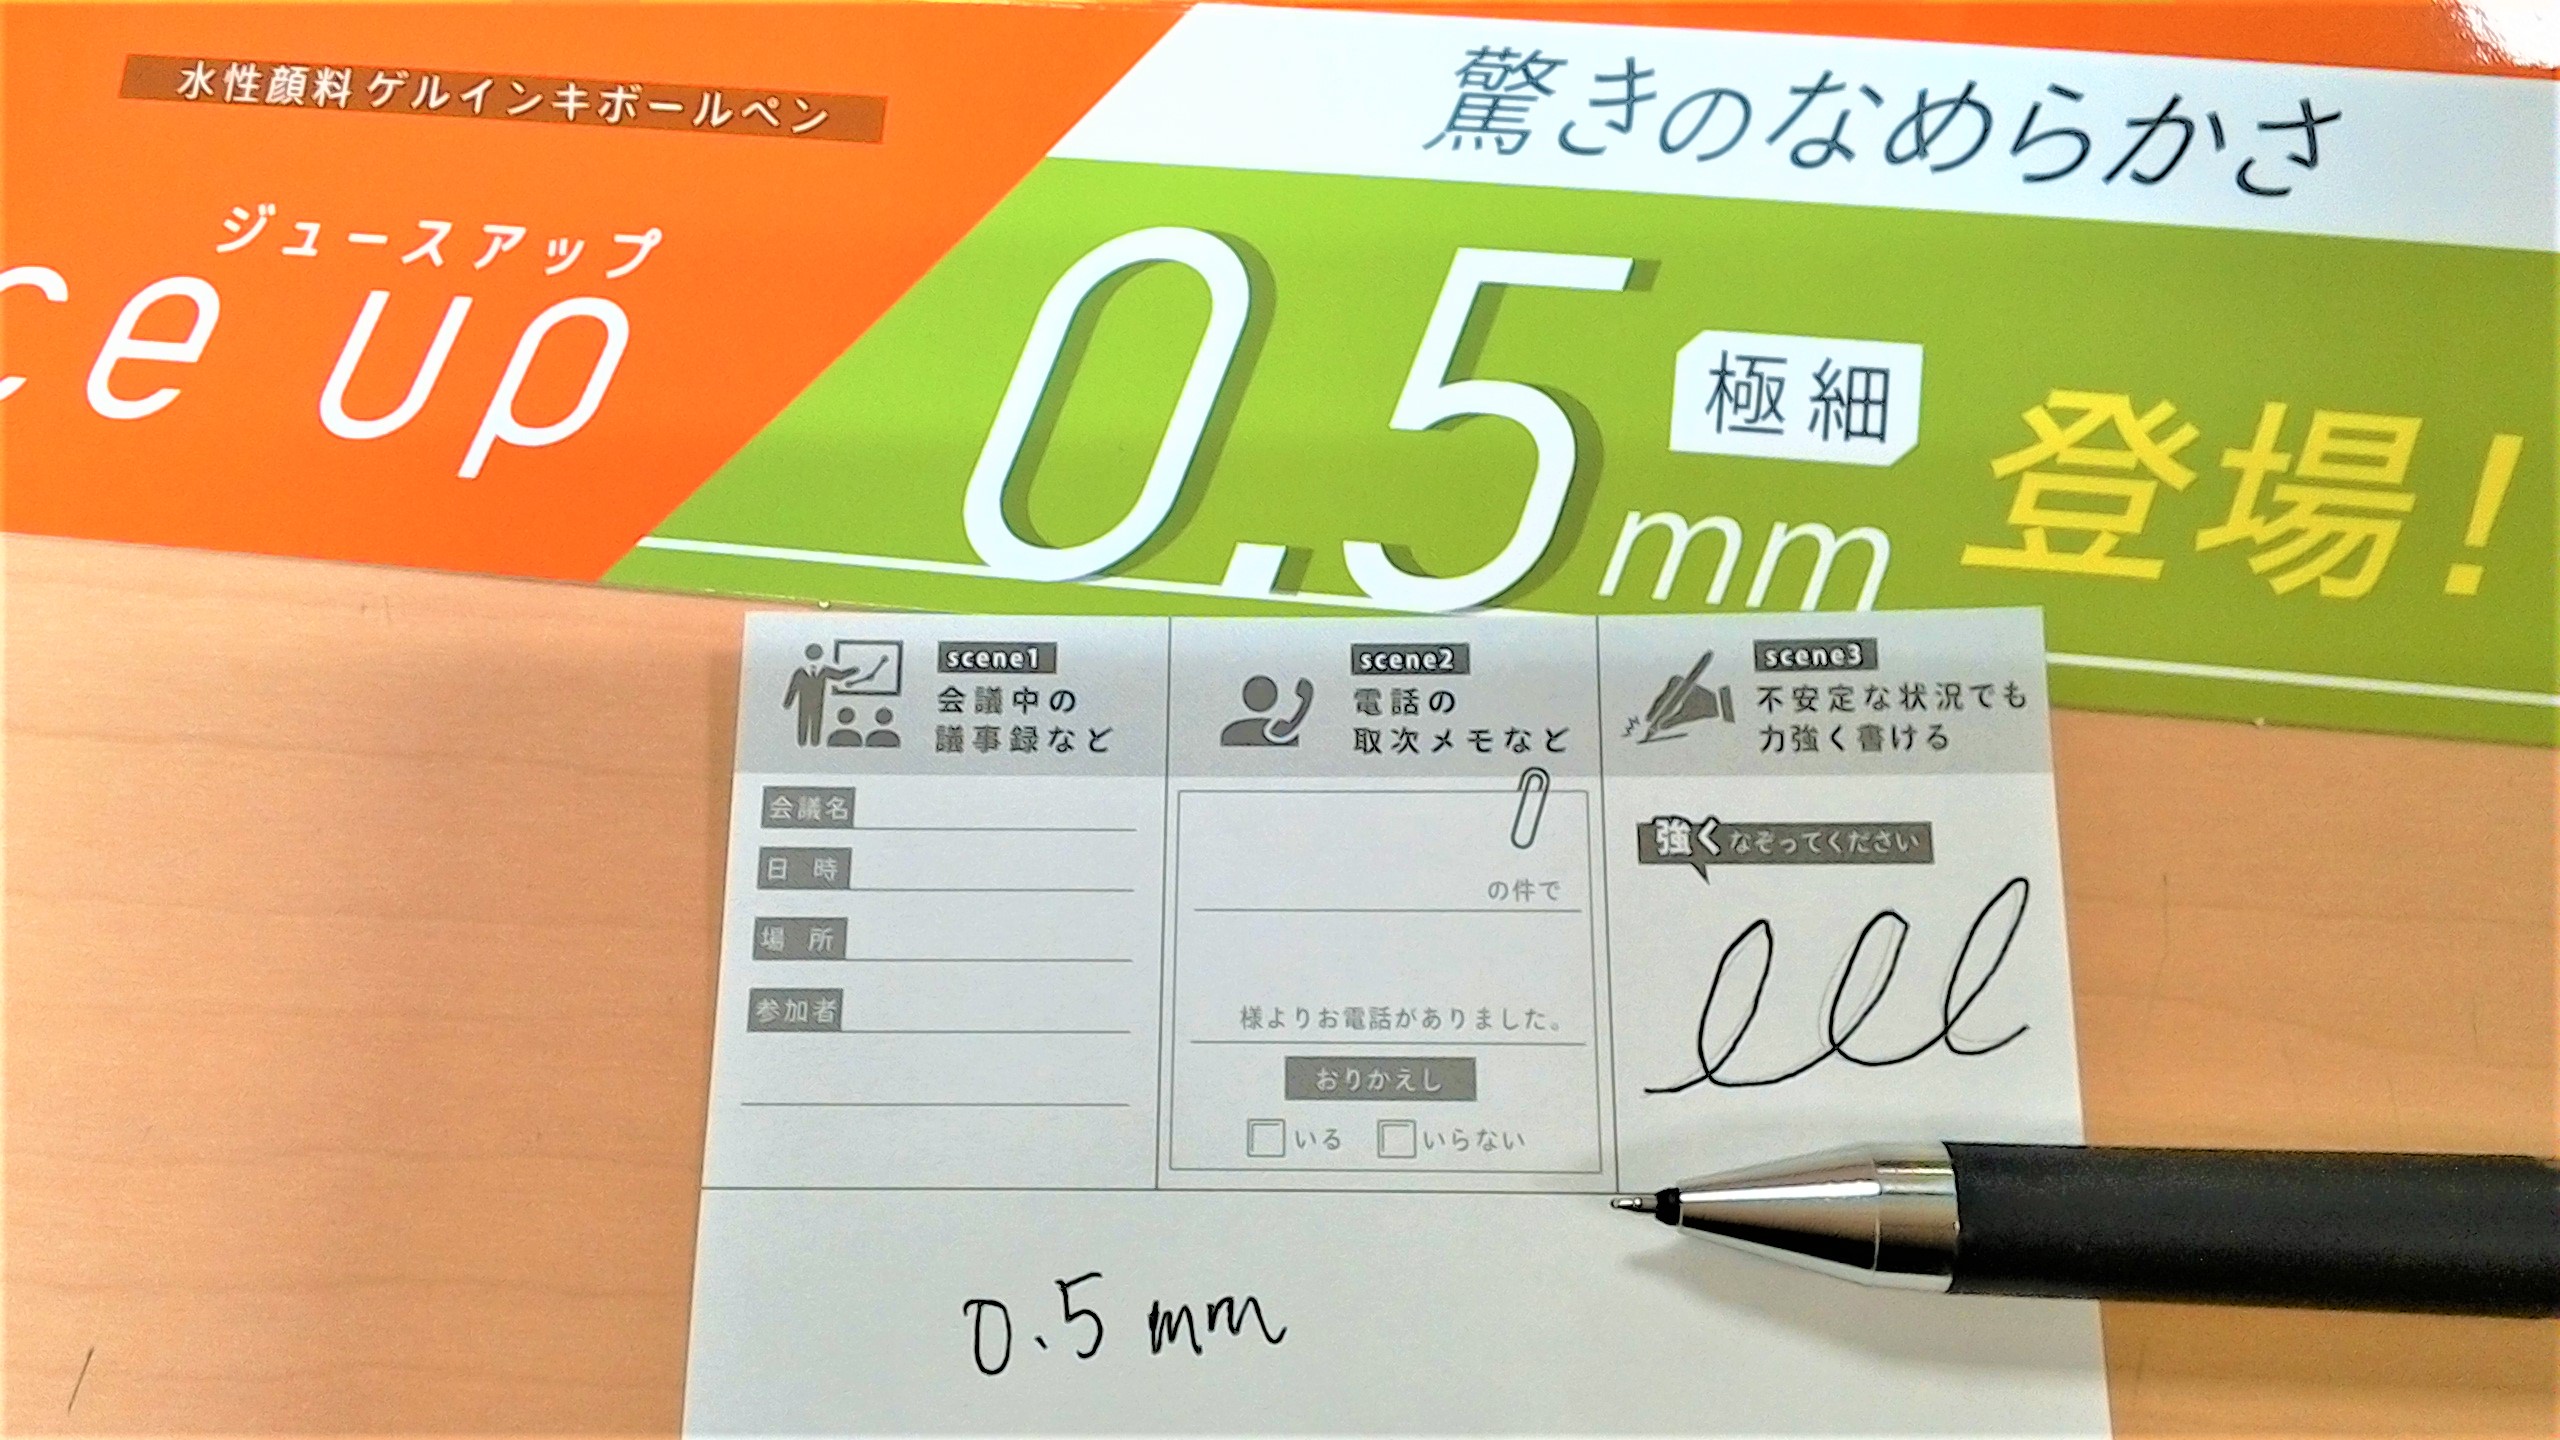 水性顔料ゲルインキボールペン
ジュースアップ
ce up
驚きのなめらかさ
0.5mm 極細 登場!
scene1
会議中の
議事録など
会議名
日 時
場 所
参加者
scene2
電話の
取次メモなど
の件で
様よりお電話がありました。
おりかえし
いる いらない
scene3
不安定な状況でも
力強く書ける
強くなぞってください
0.5mm